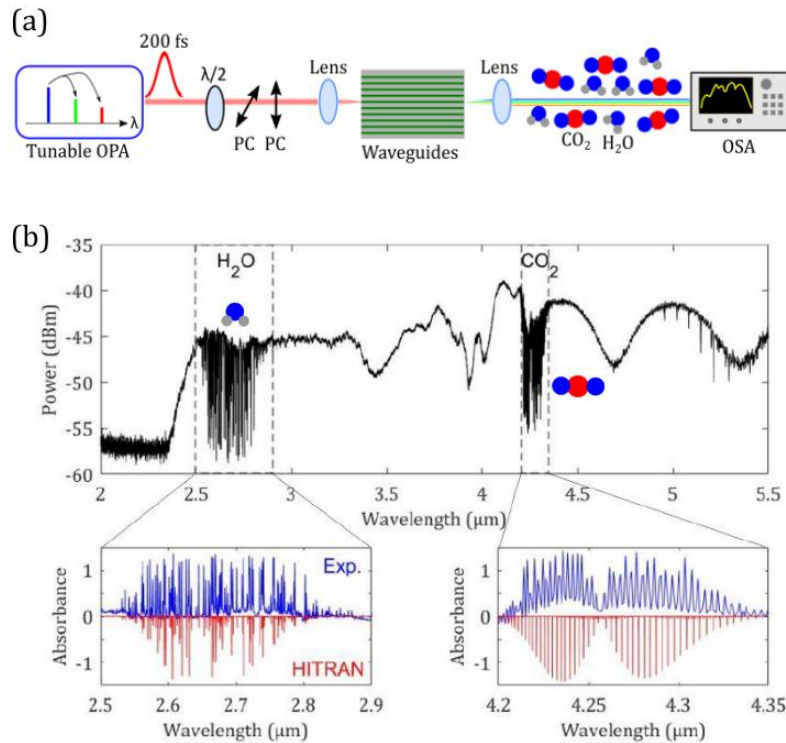 (a)
200 fs
λ/2
Lens
Lens
λ
Tunable OPA
PC
PC
Waveguides
CO₂
H₂O
OSA
(b)
-35
-40
-45
-50
-55
-60
Power (dBm)
H₂O
CO₂
2
2.5
3
3.5
4
4.5
5
5.5
Wavelength (μm)
1
0
-1
Absorbance
Exp.
HITRAN
2.5
2.6
2.7
2.8
2.9
Wavelength (μm)
1
0
-1
Absorbance
4.2
4.25
4.3
4.35
Wavelength (μm)